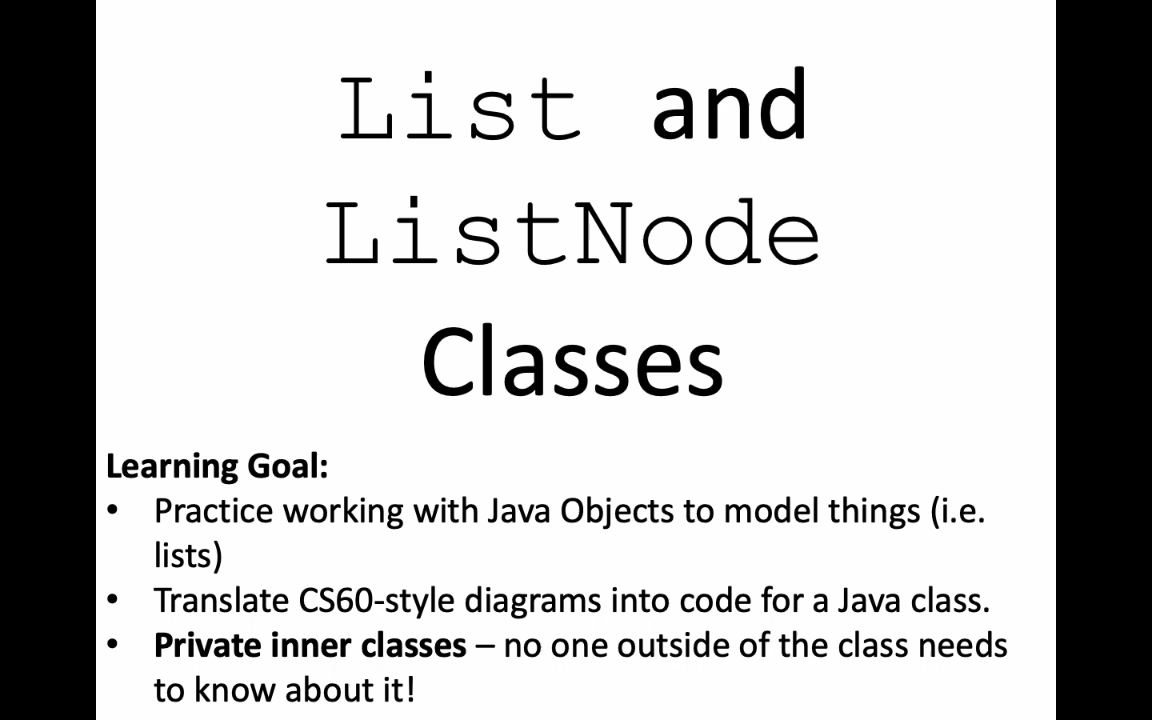 List and
ListNode
Classes
Learning Goal:
• Practice working with Java Objects to model things (i.e.
lists)
• Translate CS60-style diagrams into code for a Java class.
• Private inner classes – no one outside of the class needs
to know about it!